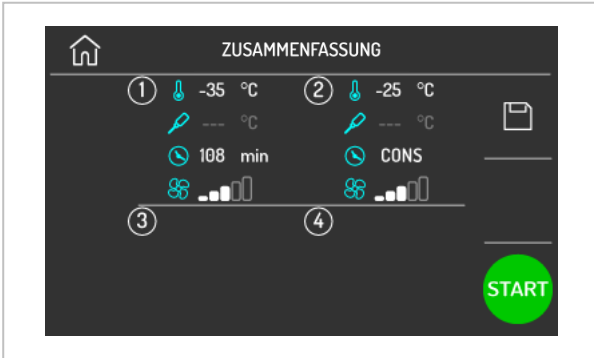 ZUSAMMENFASSUNG
1 -35 °C 2 -25 °C
--- °C --- °C
108 min CONS
3 4
START